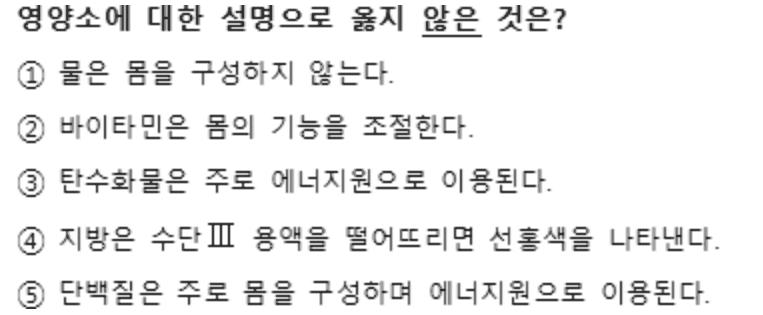 영양소에 대한 설명으로 옳지 않은 것은?
① 물은 몸을 구성하지 않는다.
② 바이타민은 몸의 기능을 조절한다.
③ 탄수화물은 주로 에너지원으로 이용된다.
④ 지방은 수단Ⅲ 용액을 떨어뜨리면 선홍색을 나타낸다.
⑤ 단백질은 주로 몸을 구성하며 에너지원으로 이용된다.